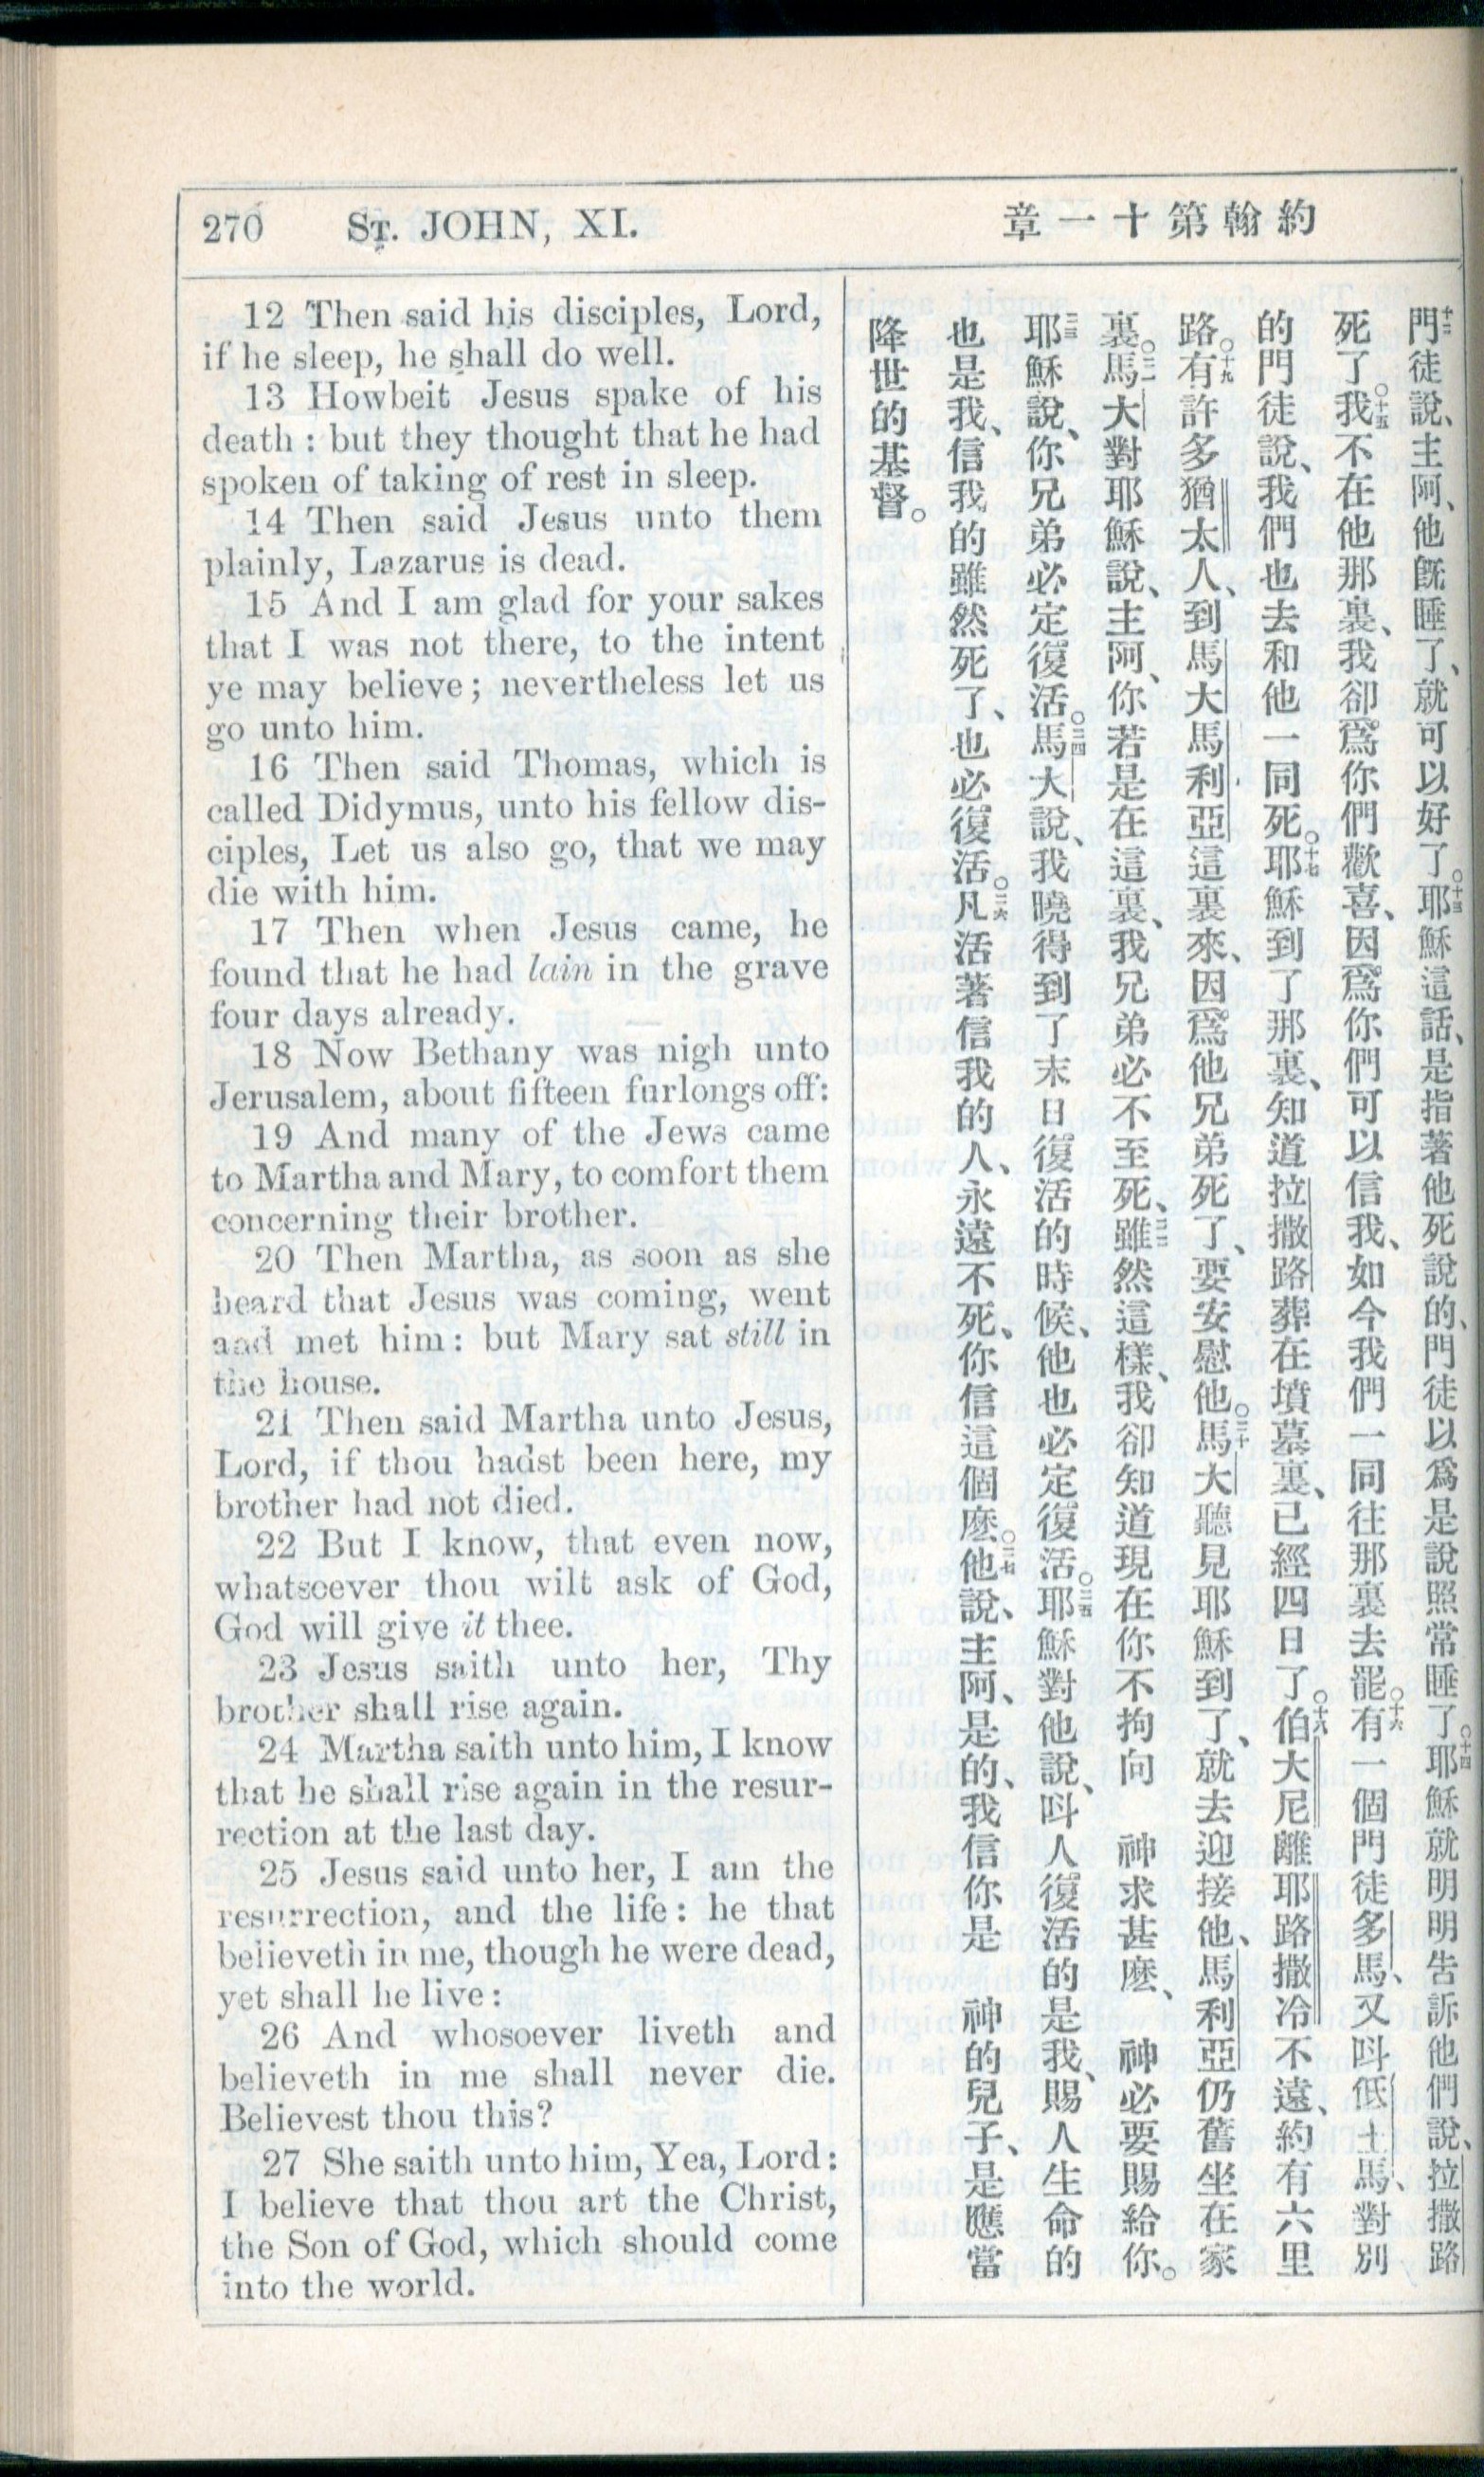 270 St. JOHN, XI.
約翰第十一章
12 Then said his disciples, Lord,
if he sleep, he shall do well.
13 Howbeit Jesus spake of his
death : but they thought that he had
spoken of taking of rest in sleep.
14 Then said Jesus unto them
plainly, Lazarus is dead.
15 And I am glad for your sakes
that I was not there, to the intent
ye may believe ; nevertheless let us
go unto him.
16 Then said Thomas, which is
called Didymus, unto his fellow dis-
ciples, Let us also go, that we may
die with him.
17 Then when Jesus came, he
found that he had lain in the grave
four days already.
18 Now Bethany was nigh unto
Jerusalem, about fifteen furlongs off:
19 And many of the Jews came
to Martha and Mary, to comfort them
concerning their brother.
20 Then Martha, as soon as she
heard that Jesus was coming, went
and met him : but Mary sat still in
the house.
21 Then said Martha unto Jesus,
Lord, if thou hadst been here, my
brother had not died.
22 But I know, that even now,
whatsoever thou wilt ask of God,
God will give it thee.
23 Jesus saith unto her, Thy
brother shall rise again.
24 Martha saith unto him, I know
that he shall rise again in the resur-
rection at the last day.
25 Jesus said unto her, I am the
resurrection, and the life : he that
believeth in me, though he were dead,
yet shall he live :
26 And whosoever liveth and
believeth in me shall never die.
Believest thou this?
27 She saith unto him, Yea, Lord :
I believe that thou art the Christ,
the Son of God, which should come
into the world.
十二門徒說、主阿、他旣睡了、就可以好了。○十三耶穌這話、是指著他死說的、門徒以爲是說照常睡了○十四耶穌就明明告訴他們說、拉撒路
死了。○十五我不在他那裏、我卻爲你們歡喜、因爲你們可以信我、如今我們一同往那裏去罷。○十六有一個門徒多馬、又呌低土馬、對別
的門徒說、我們也去和他一同死。○十七耶穌到了那裏、知道拉撒路葬在墳墓裏、已經四日了。○十八伯大尼離耶路撒冷不遠、約有六里
路。○十九有許多猶太人、到馬大馬利亞這裏來、因爲他兄弟死了、要安慰他。○二十馬大聽見耶穌到了、就去迎接他、馬利亞仍舊坐在家
裏。○二一馬大對耶穌說、主阿、你若是在這裏、我兄弟必不至死、二二雖然這樣、我卻知道現在你不拘向 神求甚麽、 神必要賜給你。
二三耶穌說、你兄弟必定復活。○二四馬大說、我曉得到了末日復活的時候、他也必定復活。○二五耶穌對他說、呌人復活的是我、賜人生命的
也是我、信我的雖然死了、也必復活。○二六凡活著信我的人、永遠不死、你信這個麽。○二七他說、主阿、是的、我信你是 神的兒子、是應當
降世的基督。